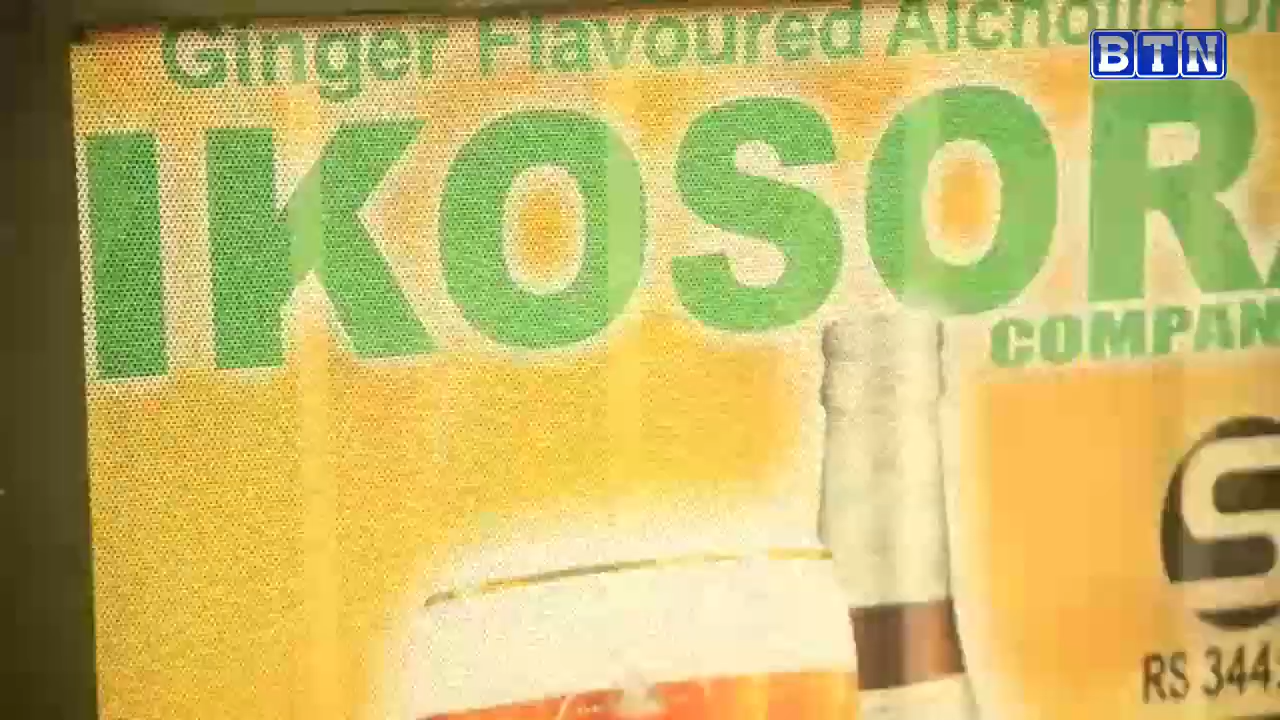 Ginger Flavoured Alcholic
BTN
IKOSOR
COMPAN
S
RS 344